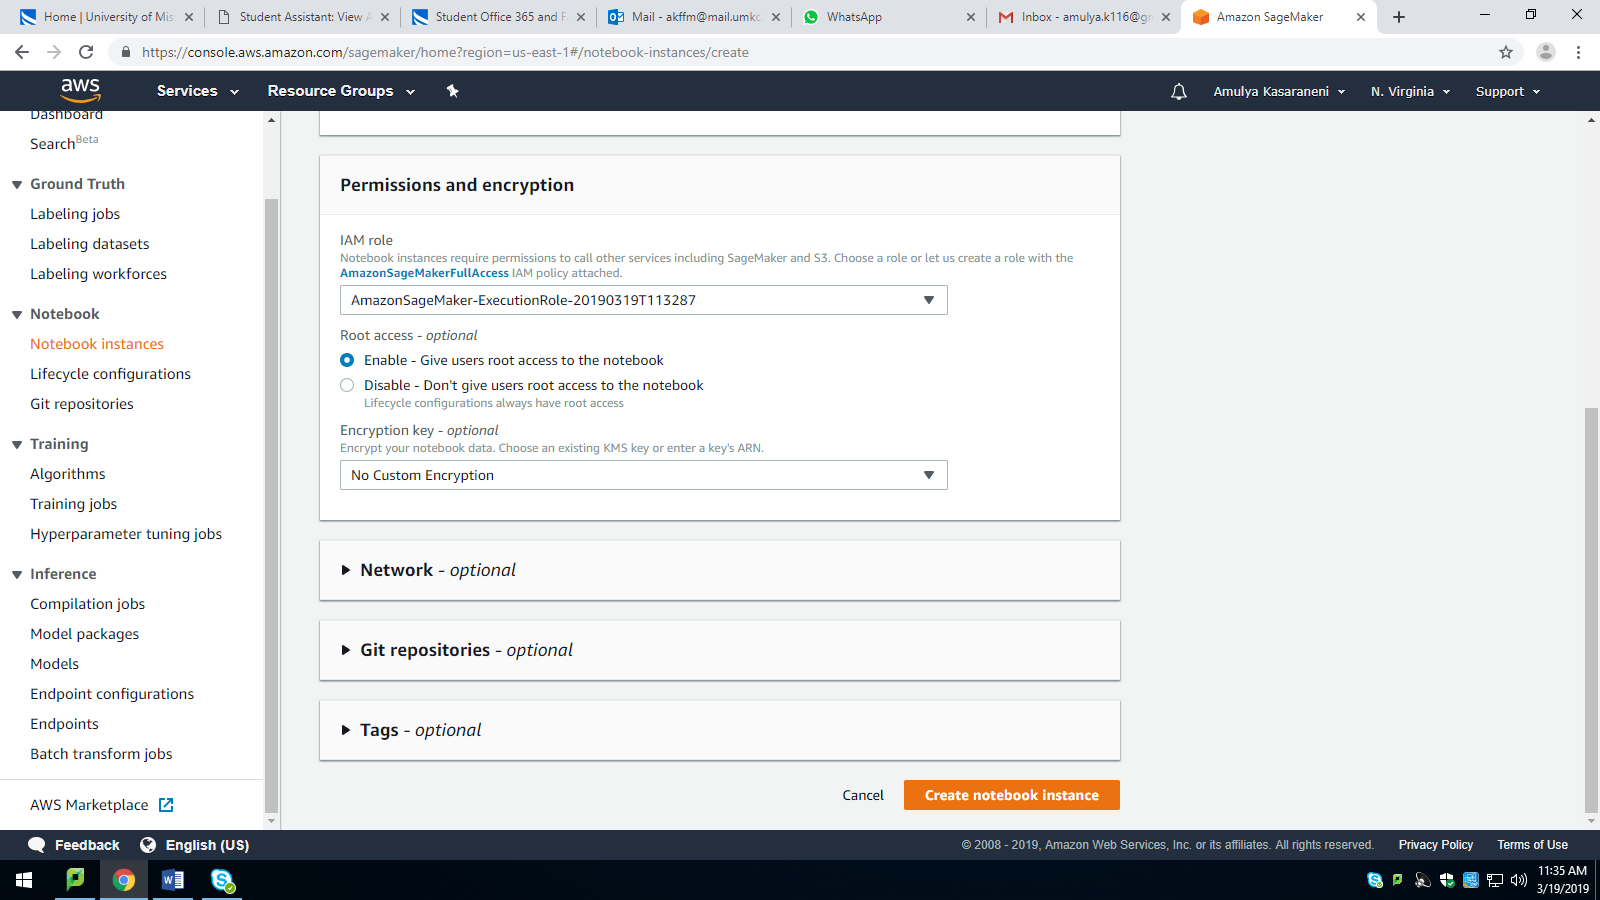 Home | University of Mis
Student Assistant: View A
Student Office 365 and F
Mail - akffm@mail.umkc.
WhatsApp
Inbox - amulya.k116@gm
Amazon SageMaker
https://console.aws.amazon.com/sagemaker/home?region=us-east-1#/notebook-instances/create
aws
Services
Resource Groups
Amulya Kasaraneni
N. Virginia
Support
Dashboard
Search Beta
Ground Truth
Labeling jobs
Labeling datasets
Labeling workforces
Notebook
Notebook instances
Lifecycle configurations
Git repositories
Training
Algorithms
Training jobs
Hyperparameter tuning jobs
Inference
Compilation jobs
Model packages
Models
Endpoint configurations
Endpoints
Batch transform jobs
AWS Marketplace
Permissions and encryption
IAM role
Notebook instances require permissions to call other services including SageMaker and S3. Choose a role or let us create a role with the
AmazonSageMakerFullAccess IAM policy attached.
AmazonSageMaker-ExecutionRole-20190319T113287
Root access - optional
Enable - Give users root access to the notebook
Disable - Don't give users root access to the notebook
Lifecycle configurations always have root access
Encryption key - optional
Encrypt your notebook data. Choose an existing KMS key or enter a key's ARN.
No Custom Encryption
Network - optional
Git repositories - optional
Tags - optional
Cancel
Create notebook instance
Feedback
English (US)
© 2008 - 2019, Amazon Web Services, Inc. or its affiliates. All rights reserved.
Privacy Policy
Terms of Use
11:35 AM
3/19/2019